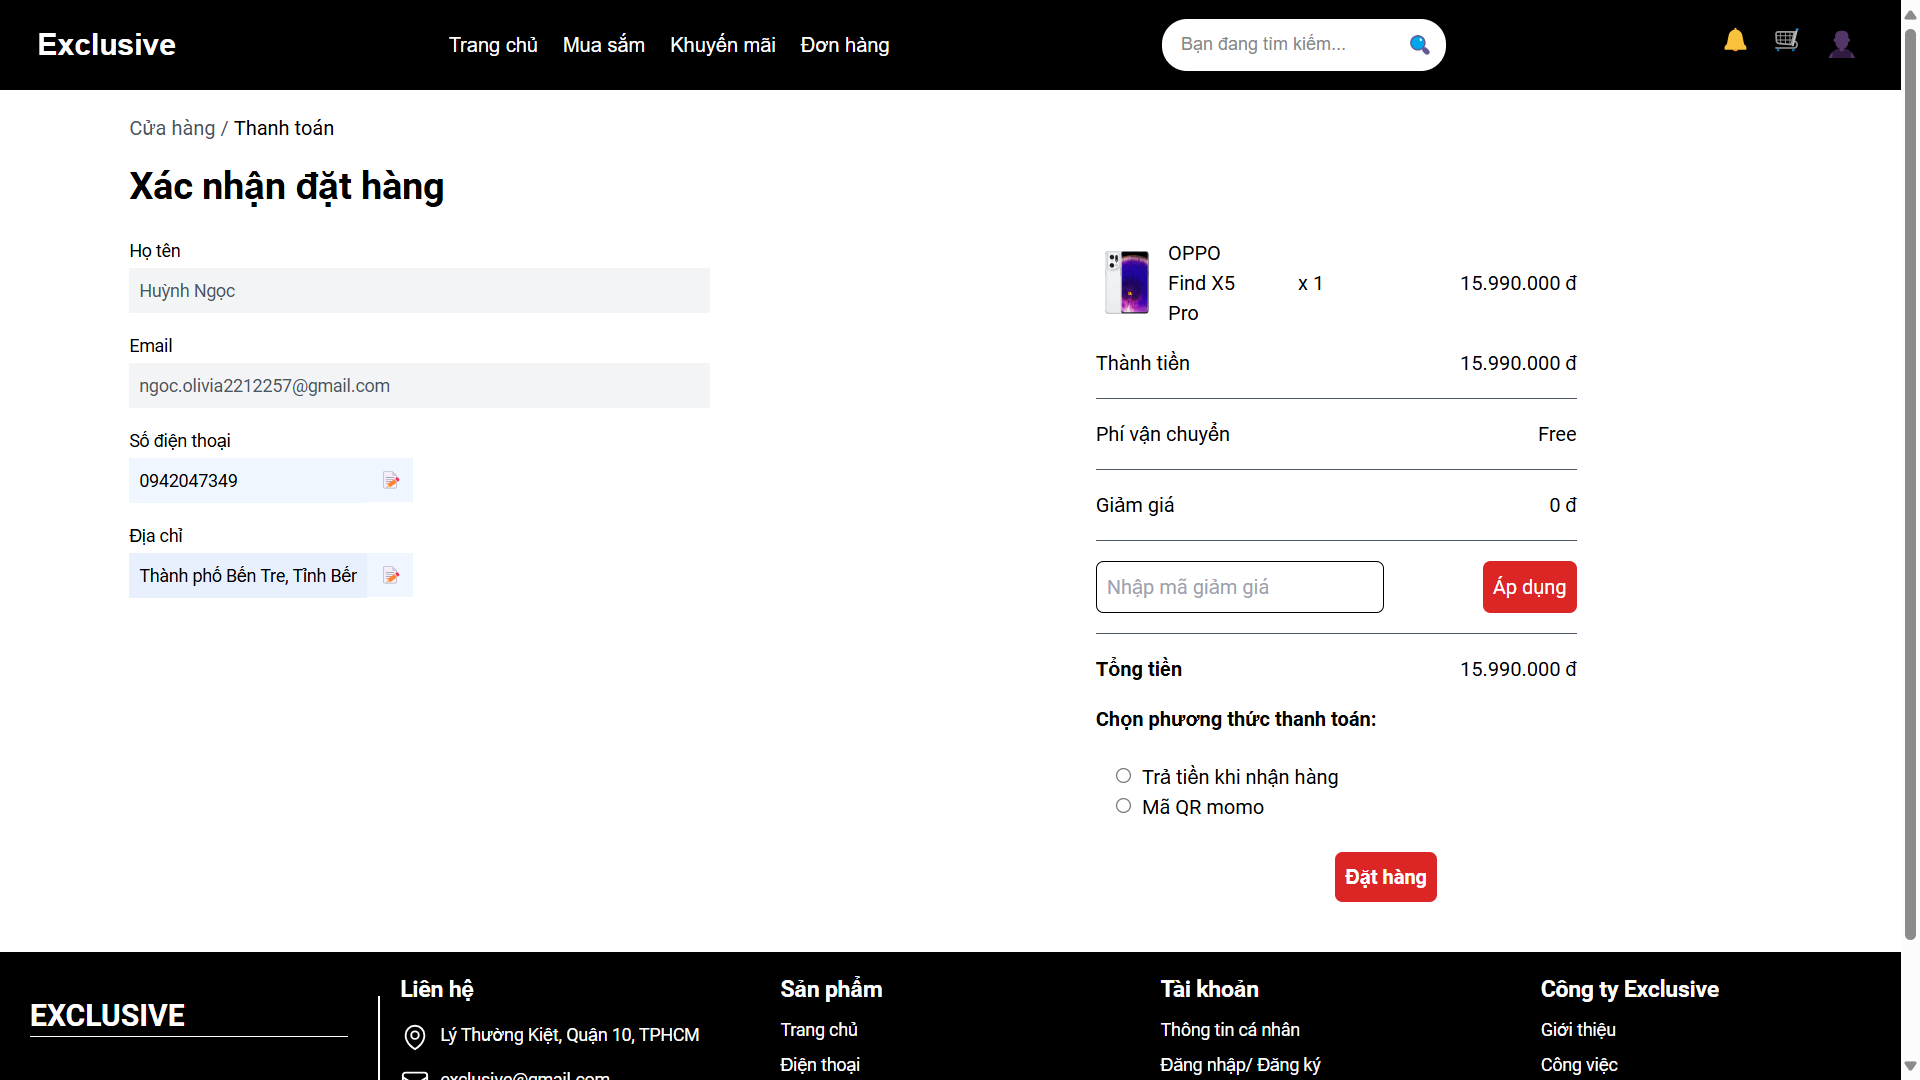 Exclusive
Trang chủ
Mua sắm
Khuyến mãi
Đơn hàng
Bạn đang tìm kiếm...
Cửa hàng / Thanh toán
Xác nhận đặt hàng
Họ tên
Huỳnh Ngọc
Email
ngoc.olivia2212257@gmail.com
Số điện thoại
0942047349
Địa chỉ
Thành phố Bến Tre, Tỉnh Bến
OPPO
Find X5
Pro
x 1
15.990.000 đ
Thành tiền
15.990.000 đ
Phí vận chuyển
Free
Giảm giá
0 đ
Nhập mã giảm giá
Áp dụng
Tổng tiền
15.990.000 đ
Chọn phương thức thanh toán:
Trả tiền khi nhận hàng
Mã QR momo
Đặt hàng
EXCLUSIVE
Liên hệ
Lý Thường Kiệt, Quận 10, TPHCM
exclusive@gmail.com
Sản phẩm
Trang chủ
Điện thoại
Tài khoản
Thông tin cá nhân
Đăng nhập/ Đăng ký
Công ty Exclusive
Giới thiệu
Công việc